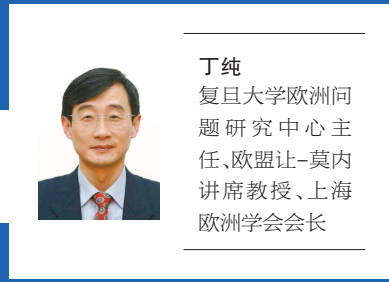 丁纯
复旦大学欧洲问
题研究中心主
任、欧盟让-莫内
讲席教授、上海
欧洲学会会长